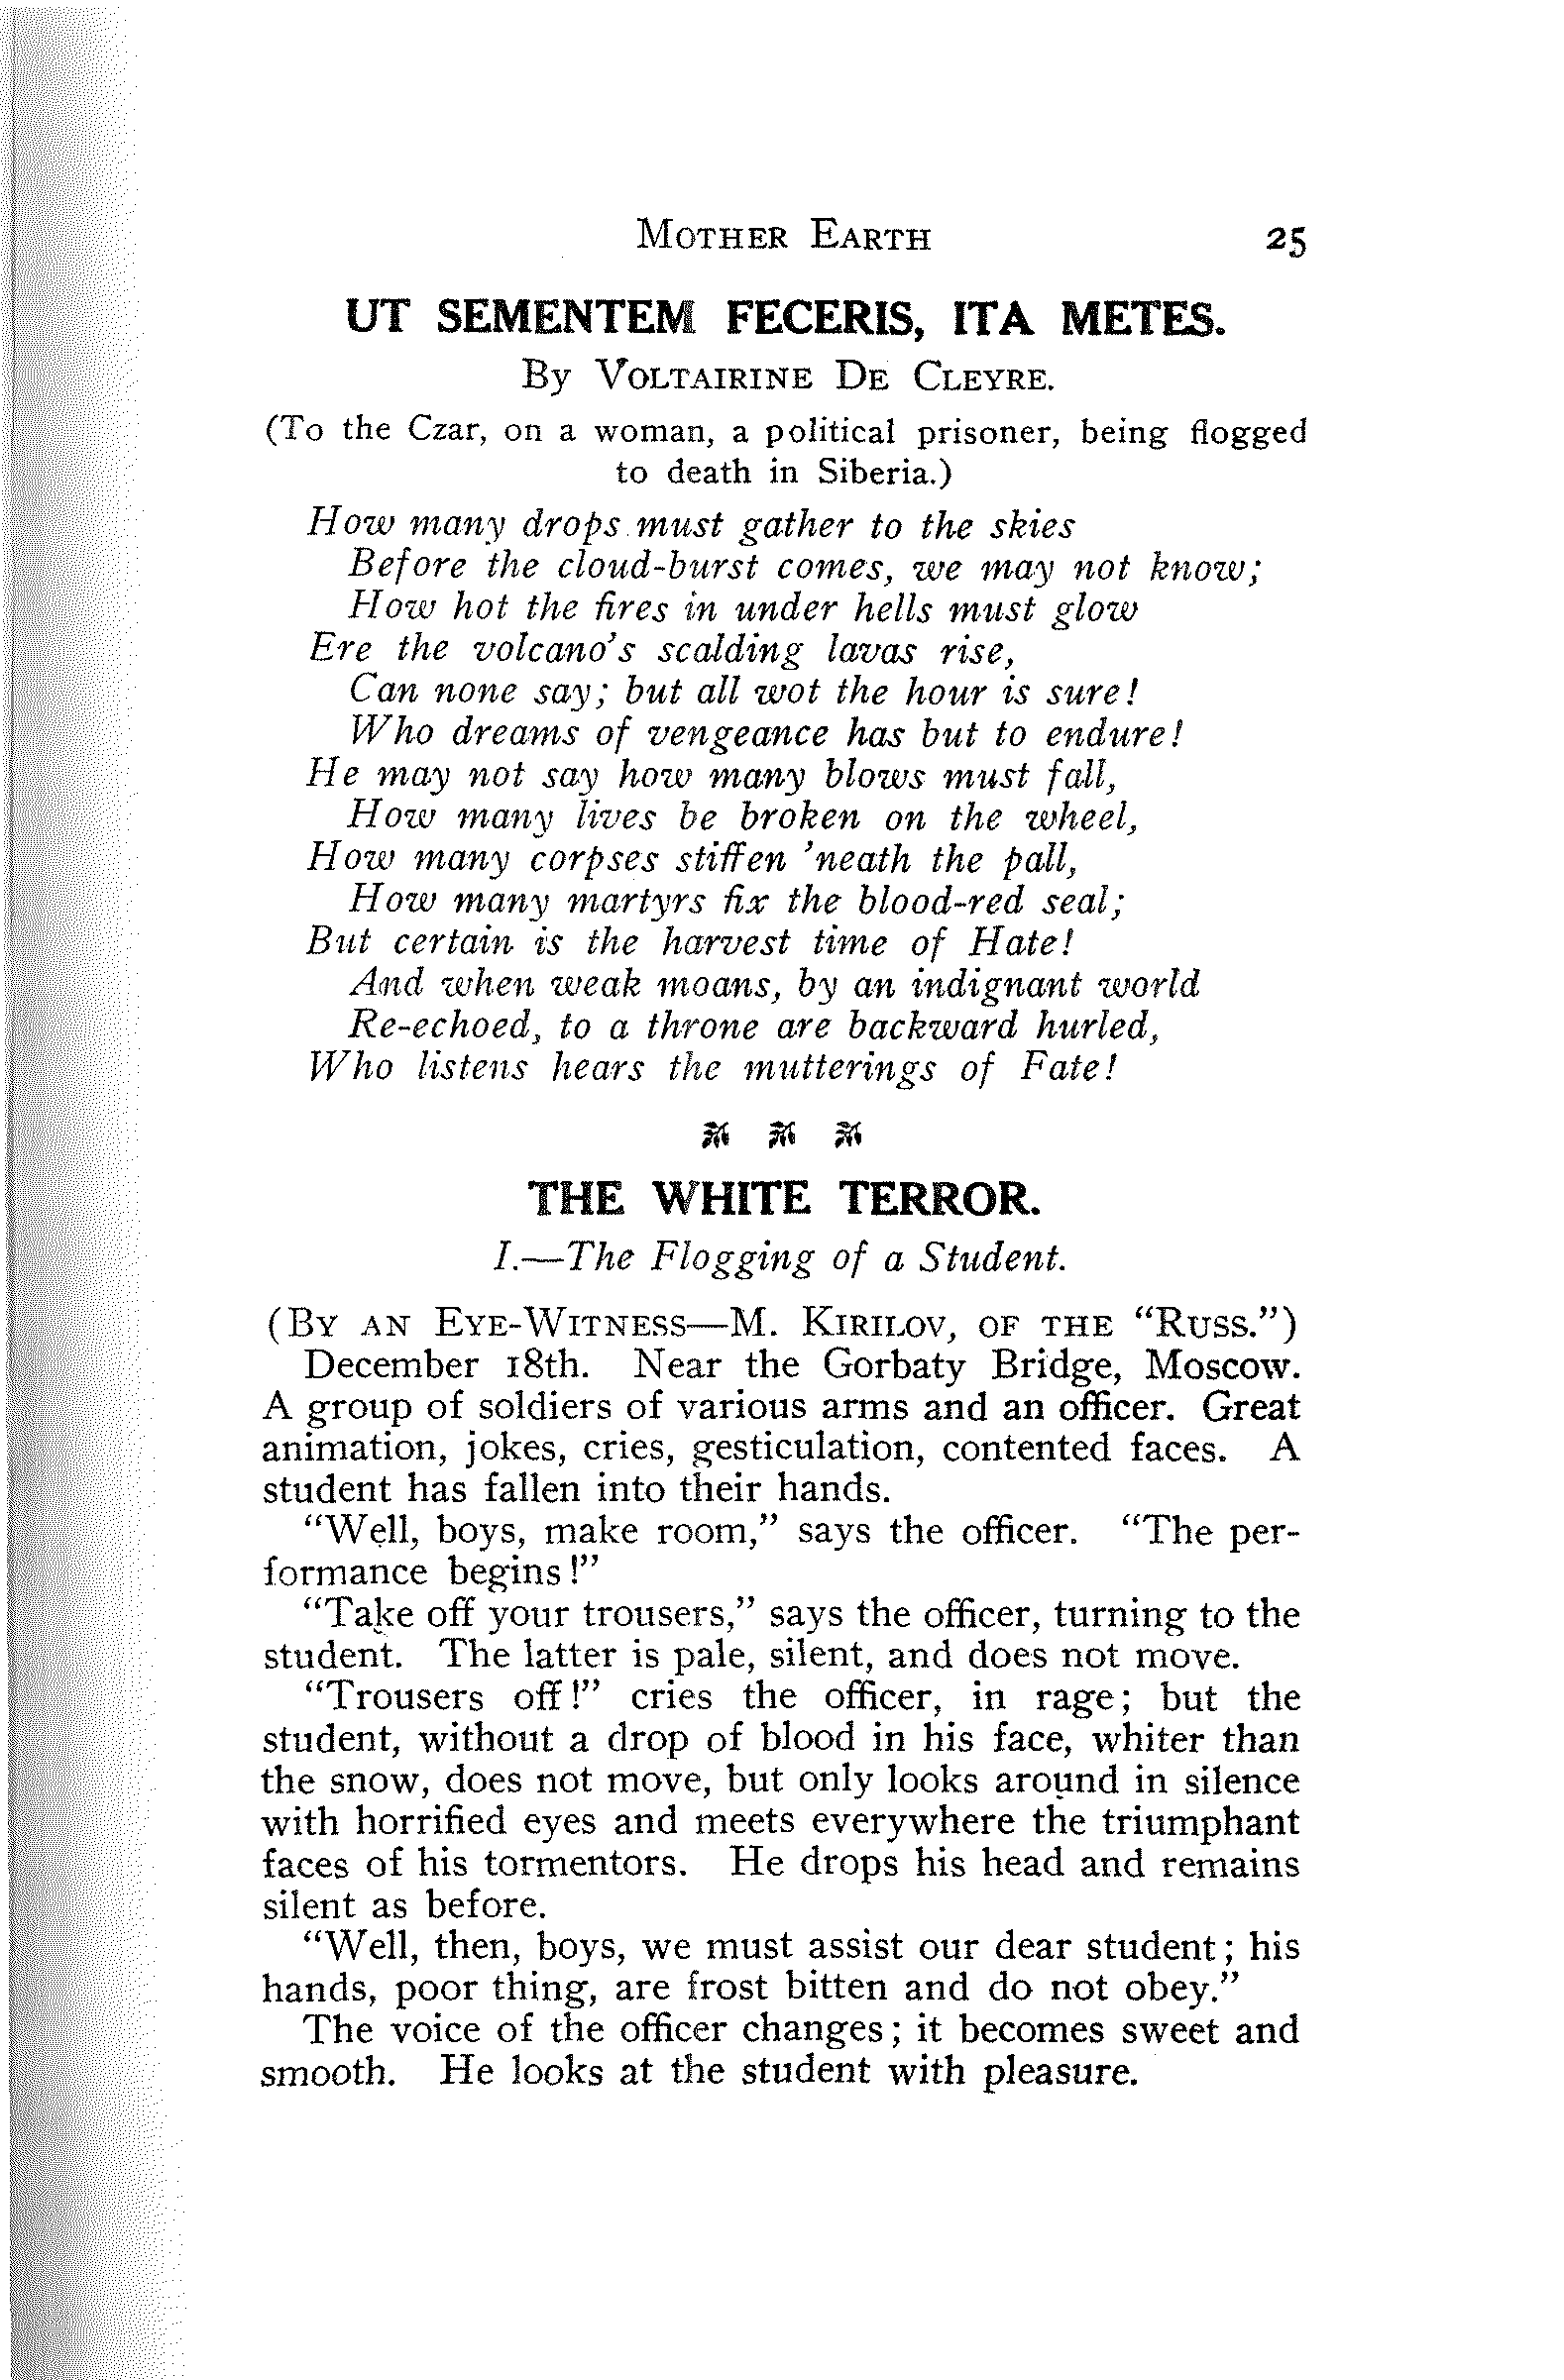 MOTHER EARTH 25
UT SEMENTEM FECERIS, ITA METES.
By VOLTAIRINE DE CLEYRE.
(To the Czar, on a woman, a political prisoner, being flogged
to death in Siberia.)
How many drops must gather to the skies
Before the cloud-burst comes, we may not know;
How hot the fires in under hells must glow
Ere the volcano's scalding lavas rise,
Can none say; but all wot the hour is sure!
Who dreams of vengeance has but to endure!
He may not say how many blows must fall,
How many lives be broken on the wheel,
How many corpses stiffen 'neath the pall,
How many martyrs fix the blood-red seal;
But certain is the harvest time of Hate!
And when weak moans, by an indignant world
Re-echoed, to a throne are backward hurled,
Who listens hears the mutterings of Fate!
THE WHITE TERROR.
I.—The Flogging of a Student.
(BY AN EYE-WITNESS—M. KIRILOV, OF THE "RUSS.")
December 18th. Near the Gorbaty Bridge, Moscow.
A group of soldiers of various arms and an officer. Great
animation, jokes, cries, gesticulation, contented faces. A
student has fallen into their hands.
"Well, boys, make room," says the officer. "The per-
formance begins!"
"Take off your trousers," says the officer, turning to the
student. The latter is pale, silent, and does not move.
"Trousers off!" cries the officer, in rage; but the
student, without a drop of blood in his face, whiter than
the snow, does not move, but only looks around in silence
with horrified eyes and meets everywhere the triumphant
faces of his tormentors. He drops his head and remains
silent as before.
"Well, then, boys, we must assist our dear student; his
hands, poor thing, are frost bitten and do not obey."
The voice of the officer changes; it becomes sweet and
smooth. He looks at the student with pleasure.